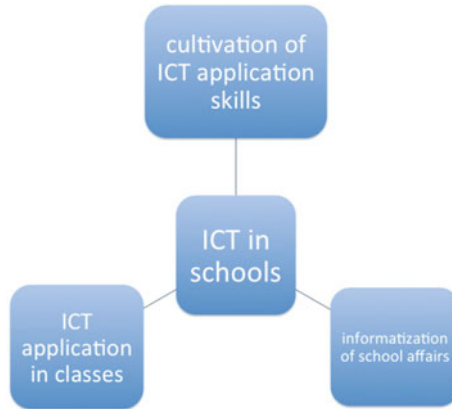 cultivation of
ICT application
skills
ICT in
schools
ICT
application
in classes
informatization
of school affairs